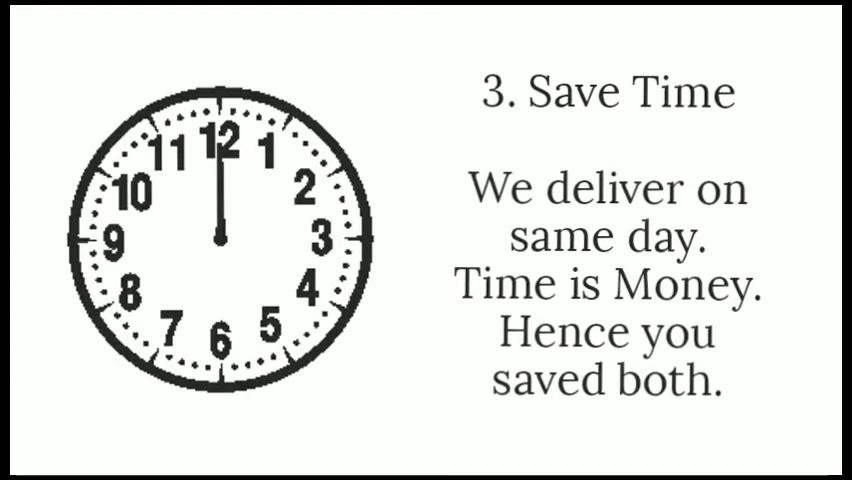 12
11
1
10
2
9
3
8
4
7
5
6
3. Save Time
We deliver on
same day.
Time is Money.
Hence you
saved both.